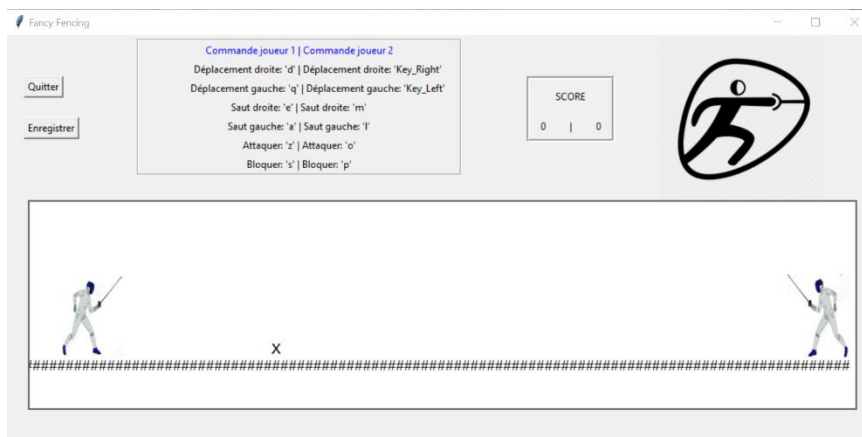 Fancy Fencing
Commande joueur 1 | Commande joueur 2
Déplacement droite: 'd' | Déplacement droite: 'Key_Right'
Déplacement gauche: 'q' | Déplacement gauche: 'Key_Left'
Saut droite: 'e' | Saut droite: 'm'
Saut gauche: 'a' | Saut gauche: 'l'
Attaquer: 'z' | Attaquer: 'o'
Bloquer: 's' | Bloquer: 'p'
Quitter
Enregistrer
SCORE
0 | 0
X
####################################################################################################